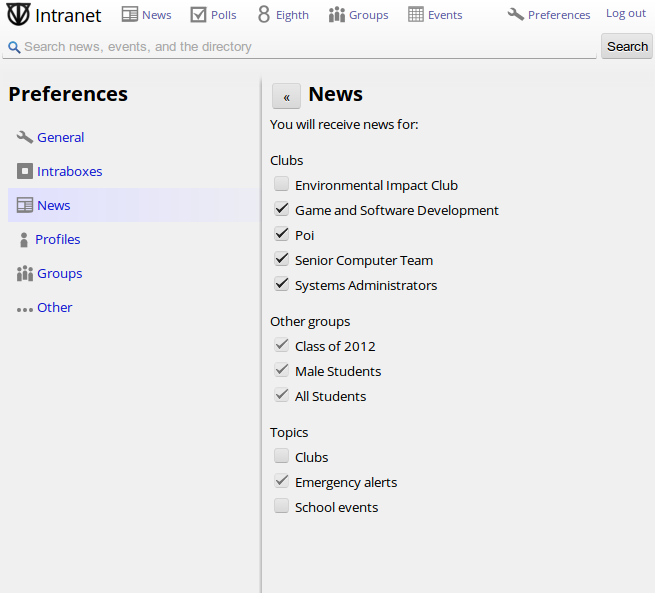 Intranet News Polls 8 Eighth Groups Events Preferences Log out
Search news, events, and the directory Search
Preferences
General
Intraboxes
News
Profiles
Groups
Other
« News
You will receive news for:
Clubs
Environmental Impact Club
Game and Software Development
Poi
Senior Computer Team
Systems Administrators
Other groups
Class of 2012
Male Students
All Students
Topics
Clubs
Emergency alerts
School events